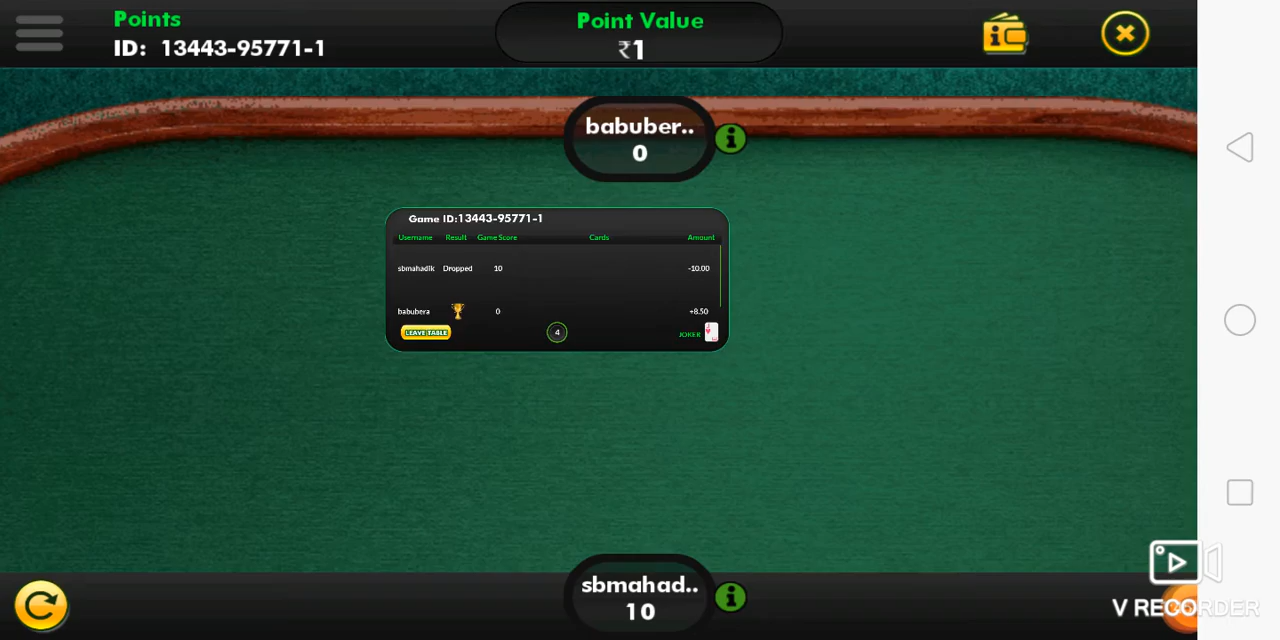 Points
ID: 13443-95771-1
Point Value
₹1
babuber..
0
Game ID:13443-95771-1
Username Result Game Score Cards Amount
sbmahadik Dropped 10 -10.00
babubera 0 +8.50
LEAVE TABLE 4 JOKER
sbmahad..
10
V RECORDER